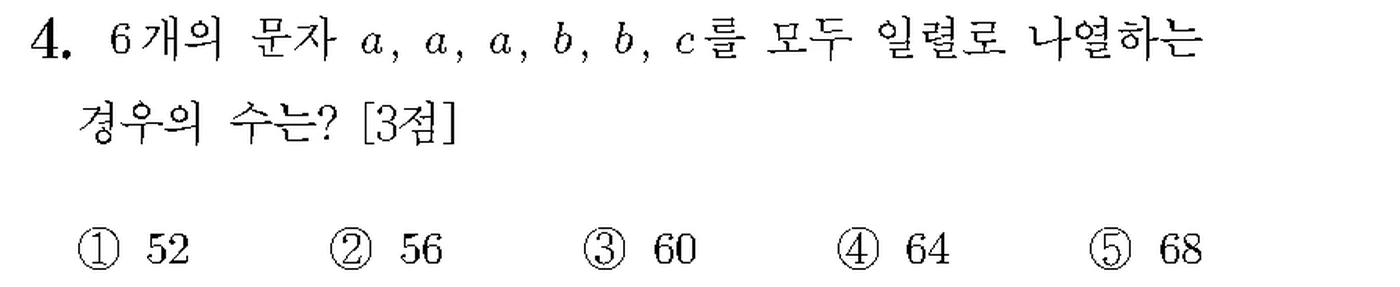 4. 6개의 문자 a, a, a, b, b, c를 모두 일렬로 나열하는
경우의 수는? [3점]
① 52 ② 56 ③ 60 ④ 64 ⑤ 68